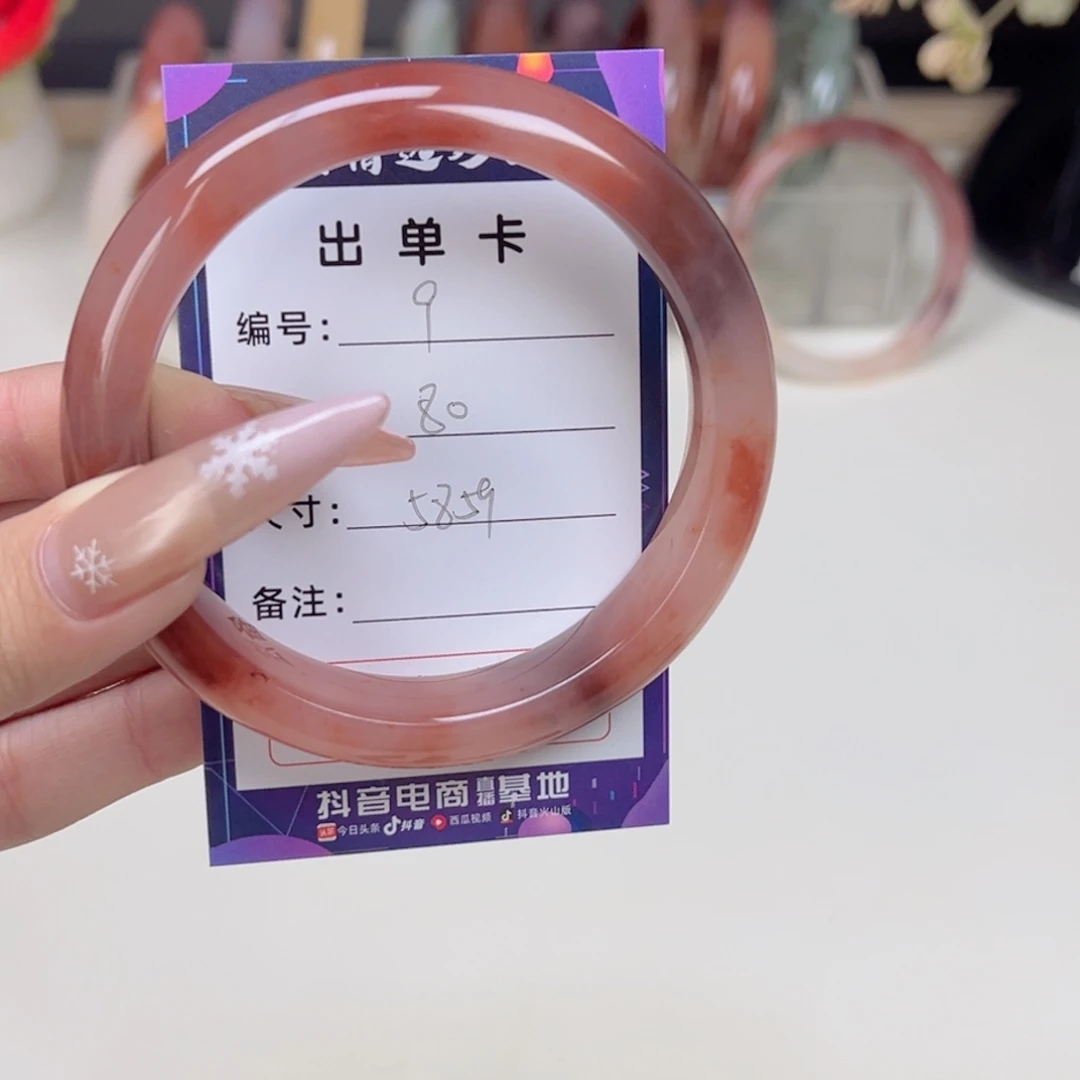 出单卡
编号: 9
80
寸: 5859
备注:
抖音电商直播基地
今日头条 抖音 西瓜视频 抖音火山版